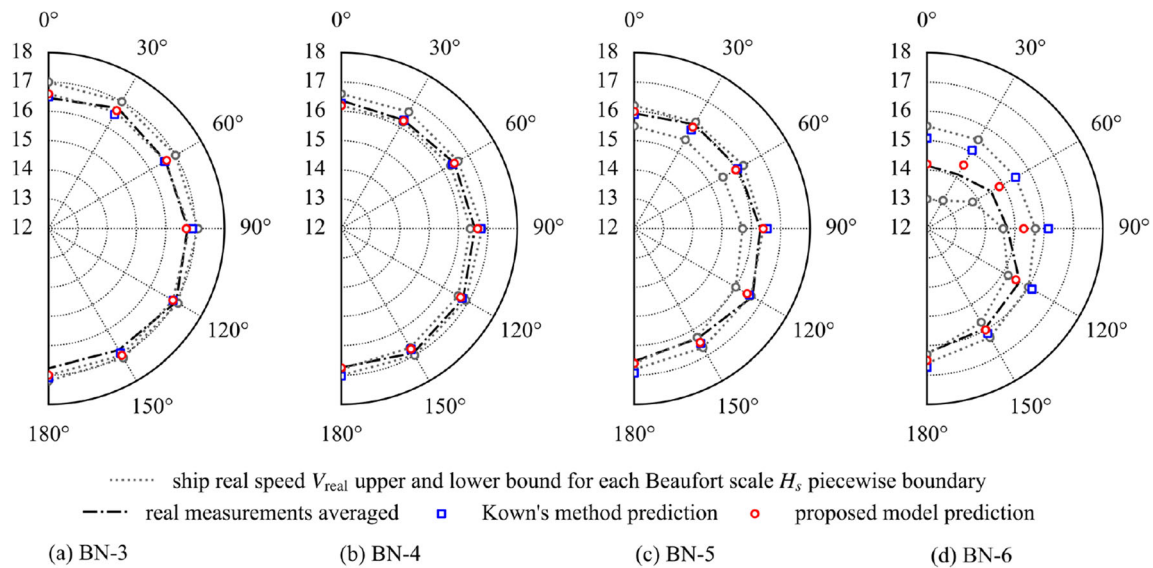 0° 0° 0° 0°
18 30° 18 30° 18 30° 18 30°
17 17 17 17
16 60° 16 60° 16 60° 16 60°
15 15 15 15
14 14 14 14
13 13 13 13
12 90° 12 90° 12 90° 12 90°
120° 120° 120° 120°
150° 150° 150° 150°
180° 180° 180° 180°
ship real speed Vreal upper and lower bound for each Beaufort scale Hs piecewise boundary
real measurements averaged Kown's method prediction proposed model prediction
(a) BN-3 (b) BN-4 (c) BN-5 (d) BN-6